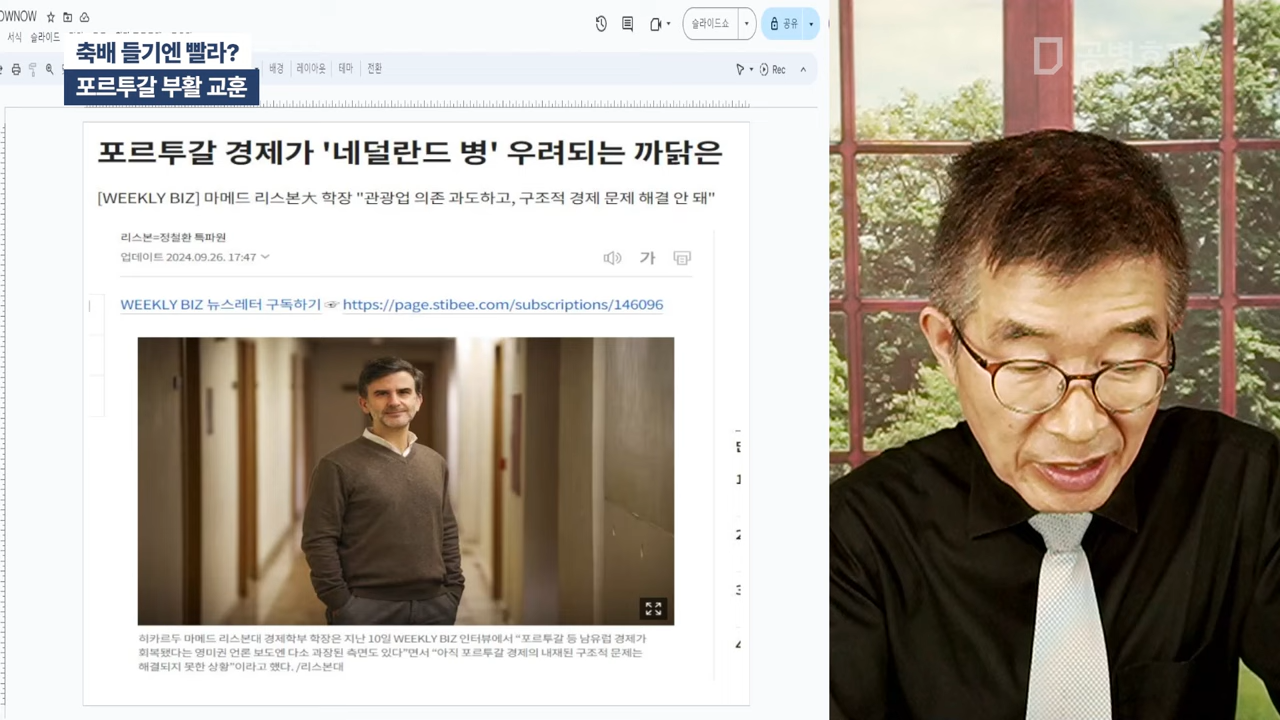 OWNOW
서식 슬라이드
축배 들기엔 빨라?
포르투갈 부활 교훈
배경 레이아웃 테마 전환
슬라이드쇼
공유
Rec
공병호TV
포르투갈 경제가 '네덜란드 병' 우려되는 까닭은
[WEEKLY BIZ] 마메드 리스본大 학장 "관광업 의존 과도하고, 구조적 경제 문제 해결 안 돼"
리스본=정철환 특파원
업데이트 2024.09.26. 17:47
가
WEEKLY BIZ 뉴스레터 구독하기 ☞ https://page.stibee.com/subscriptions/146096
1
2
3
4
히카르두 마메드 리스본대 경제학부 학장은 지난 10일 WEEKLY BIZ 인터뷰에서 “포르투갈 등 남유럽 경제가
회복됐다는 영미권 언론 보도엔 다소 과장된 측면도 있다”면서 “아직 포르투갈 경제의 내재된 구조적 문제는
해결되지 못한 상황”이라고 했다. /리스본대